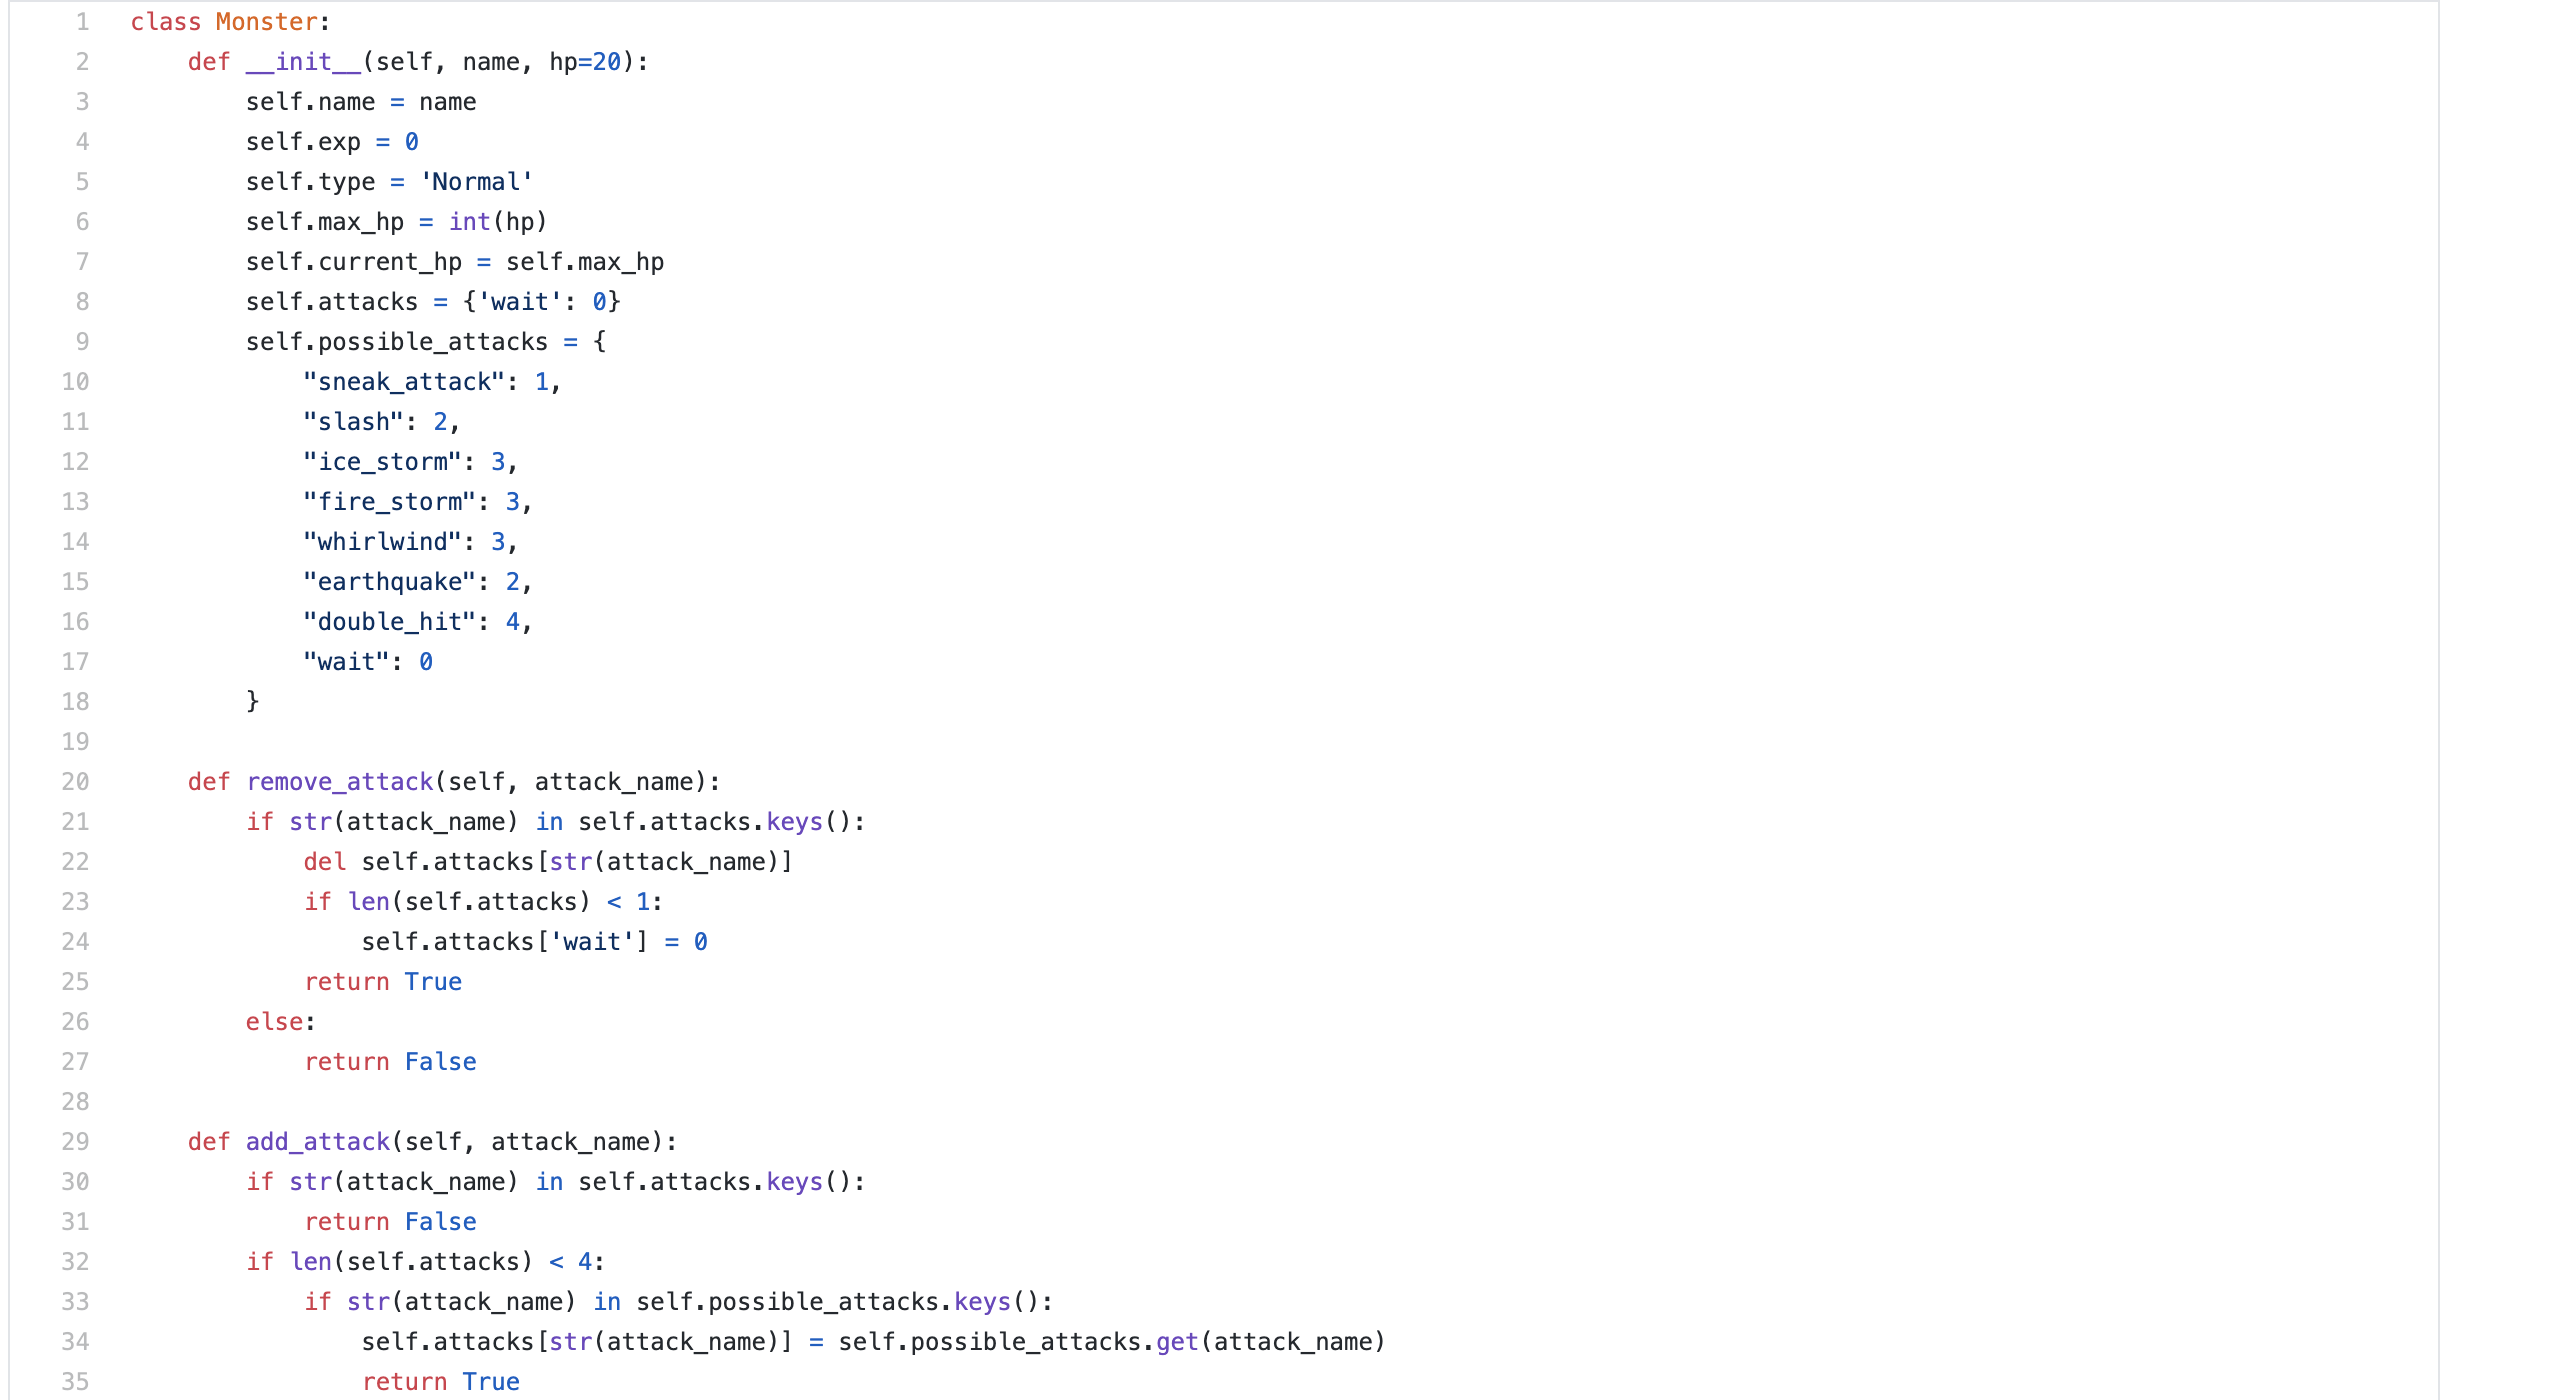 1 class Monster:
2     def __init__(self, name, hp=20):
3         self.name = name
4         self.exp = 0
5         self.type = 'Normal'
6         self.max_hp = int(hp)
7         self.current_hp = self.max_hp
8         self.attacks = {'wait': 0}
9         self.possible_attacks = {
10             "sneak_attack": 1,
11             "slash": 2,
12             "ice_storm": 3,
13             "fire_storm": 3,
14             "whirlwind": 3,
15             "earthquake": 2,
16             "double_hit": 4,
17             "wait": 0
18         }
19
20     def remove_attack(self, attack_name):
21         if str(attack_name) in self.attacks.keys():
22             del self.attacks[str(attack_name)]
23             if len(self.attacks) < 1:
24                 self.attacks['wait'] = 0
25             return True
26         else:
27             return False
28
29     def add_attack(self, attack_name):
30         if str(attack_name) in self.attacks.keys():
31             return False
32         if len(self.attacks) < 4:
33             if str(attack_name) in self.possible_attacks.keys():
34                 self.attacks[str(attack_name)] = self.possible_attacks.get(attack_name)
35                 return True